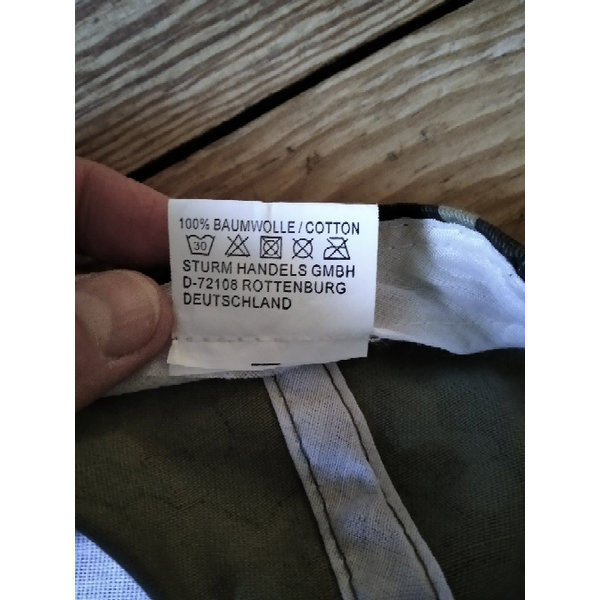 100% BAUMWOLLE / COTTON
30
STURM HANDELS GMBH
D-72108 ROTTENBURG
DEUTSCHLAND